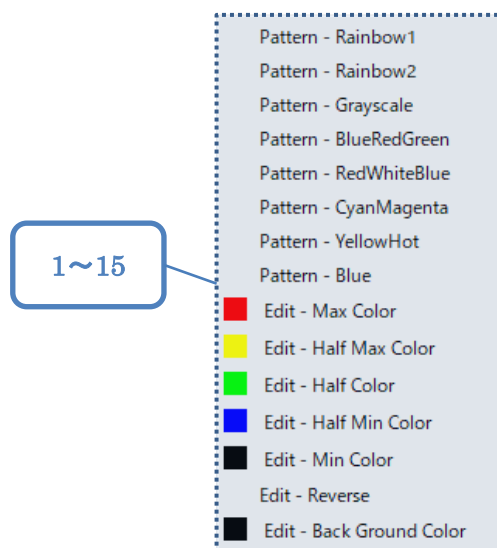 Pattern - Rainbow1
Pattern - Rainbow2
Pattern - Grayscale
Pattern - BlueRedGreen
Pattern - RedWhiteBlue
Pattern - CyanMagenta
Pattern - YellowHot
1～15
Pattern - Blue
Edit - Max Color
Edit - Half Max Color
Edit - Half Color
Edit - Half Min Color
Edit - Min Color
Edit - Reverse
Edit - Back Ground Color